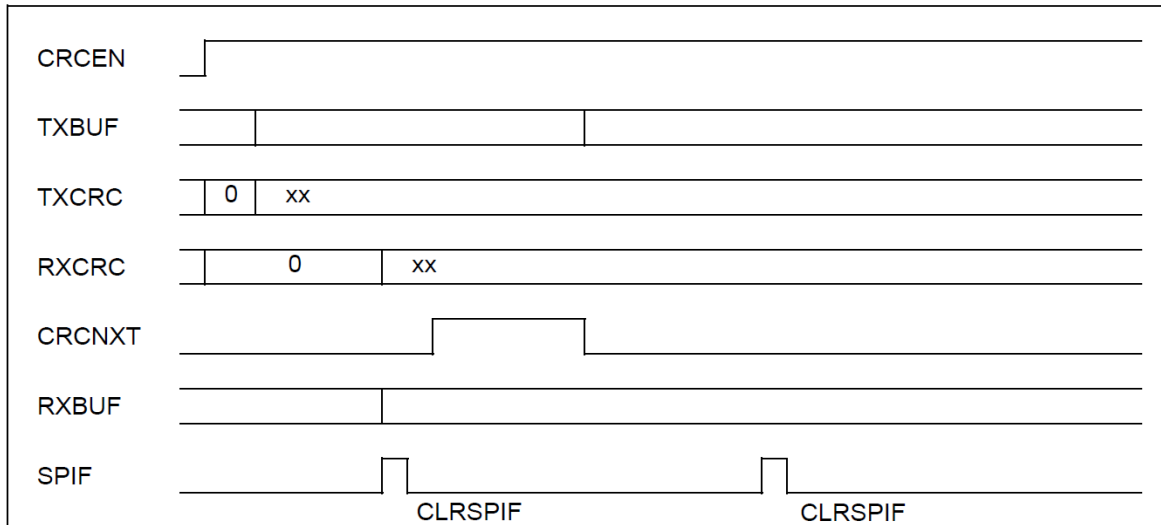 CRCEN
TXBUF
TXCRC 0 xx
RXCRC 0 xx
CRCNXT
RXBUF
SPIF
CLRSPIF CLRSPIF